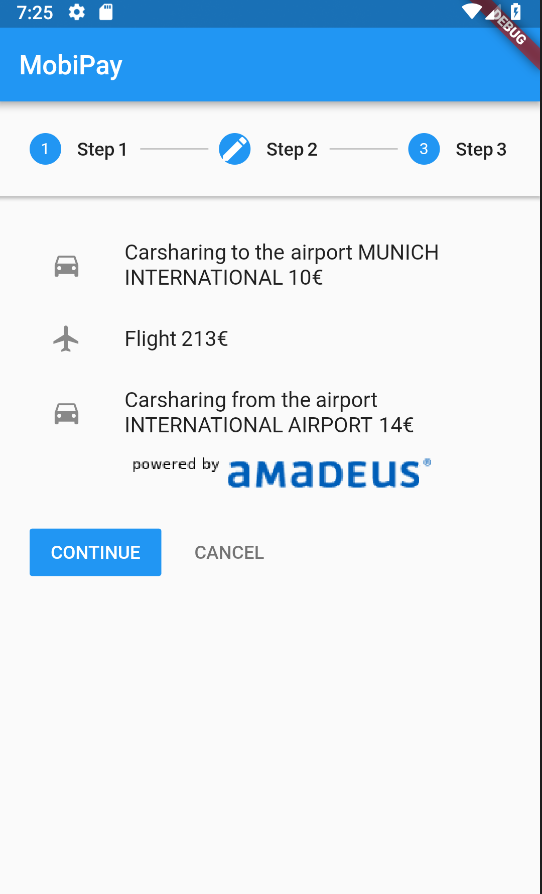 7:25
DEBUG
MobiPay
1 Step 1 Step 2 3 Step 3
Carsharing to the airport MUNICH
INTERNATIONAL 10€
Flight 213€
Carsharing from the airport
INTERNATIONAL AIRPORT 14€
powered by amadeus®
CONTINUE CANCEL